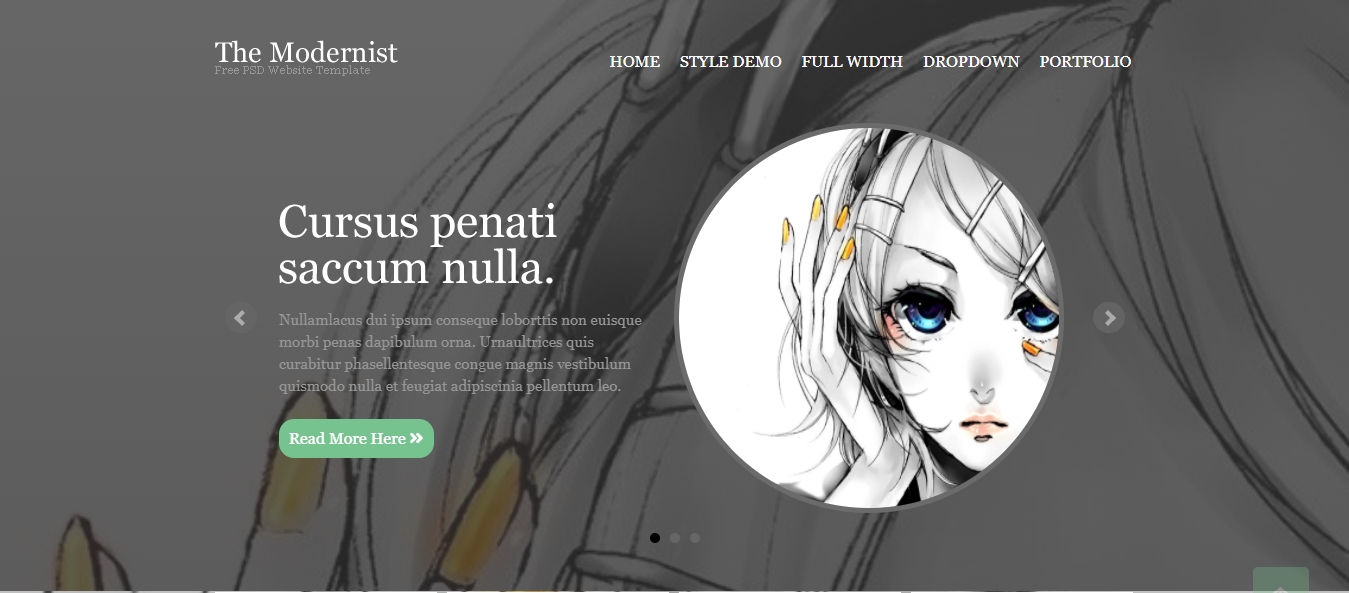 The Modernist
Free PSD Website Template
HOME STYLE DEMO FULL WIDTH DROPDOWN PORTFOLIO
Cursus penati
saccum nulla.
Nullamlacus dui ipsum conseque loborttis non euisque
morbi penas dapibulum orna. Urnaultrices quis
curabitur phasellentesque congue magnis vestibulum
quismodo nulla et feugiat adipiscinia pellentum leo.
Read More Here »